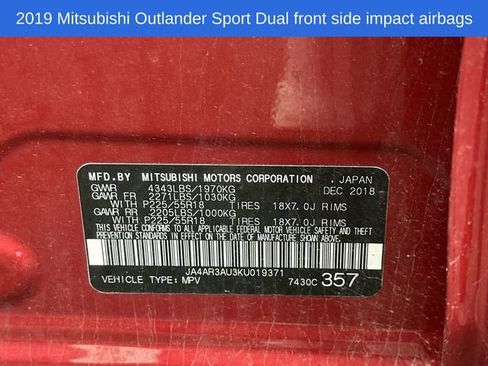 2019 Mitsubishi Outlander Sport Dual front side impact airbags
MFD.BY MITSUBISHI MOTORS CORPORATION JAPAN
GVWR 4343LBS/1970KG DEC 2018
GAWR FR 2271LBS/1030KG
WITH P225/55R18 TIRES 18X7.0J RIMS
GAWR RR 2205LBS/1000KG
WITH P225/55R18 TIRES 18X7.0J RIMS
THIS VEHICLE CONFORMS TO ALL APPLICABLE FEDERAL MOTOR VEHICLE SAFETY AND THEFT
PREVENTION STANDARDS IN EFFECT ON THE DATE OF MANUFACTURE SHOWN ABOVE.
JA4AR3AU3KU019371
VEHICLE TYPE: MPV 7430C 357